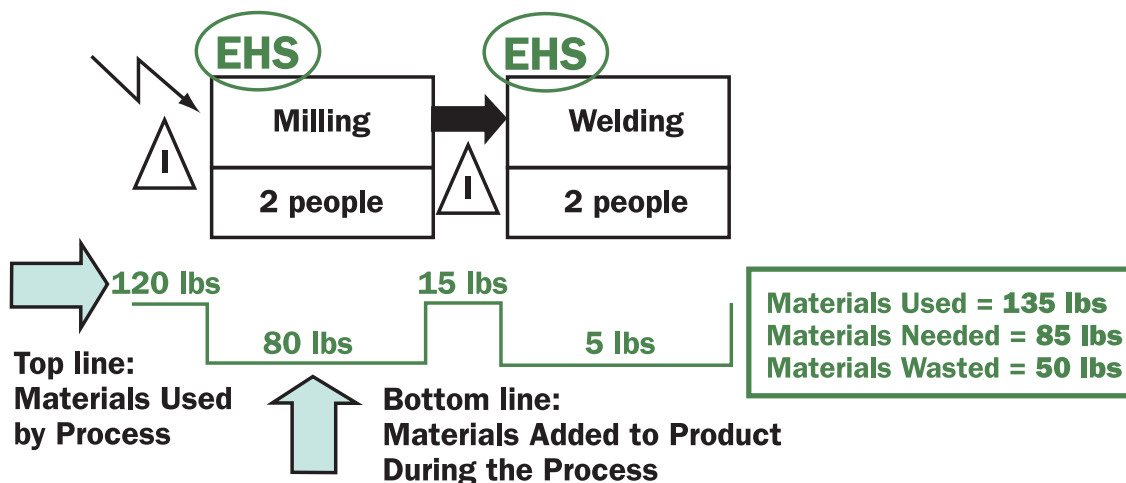 EHS
EHS
Milling
Welding
I
I
2 people
2 people
120 lbs
15 lbs
80 lbs
5 lbs
Materials Used = 135 lbs
Materials Needed = 85 lbs
Materials Wasted = 50 lbs
Top line:
Materials Used
by Process
Bottom line:
Materials Added to Product
During the Process